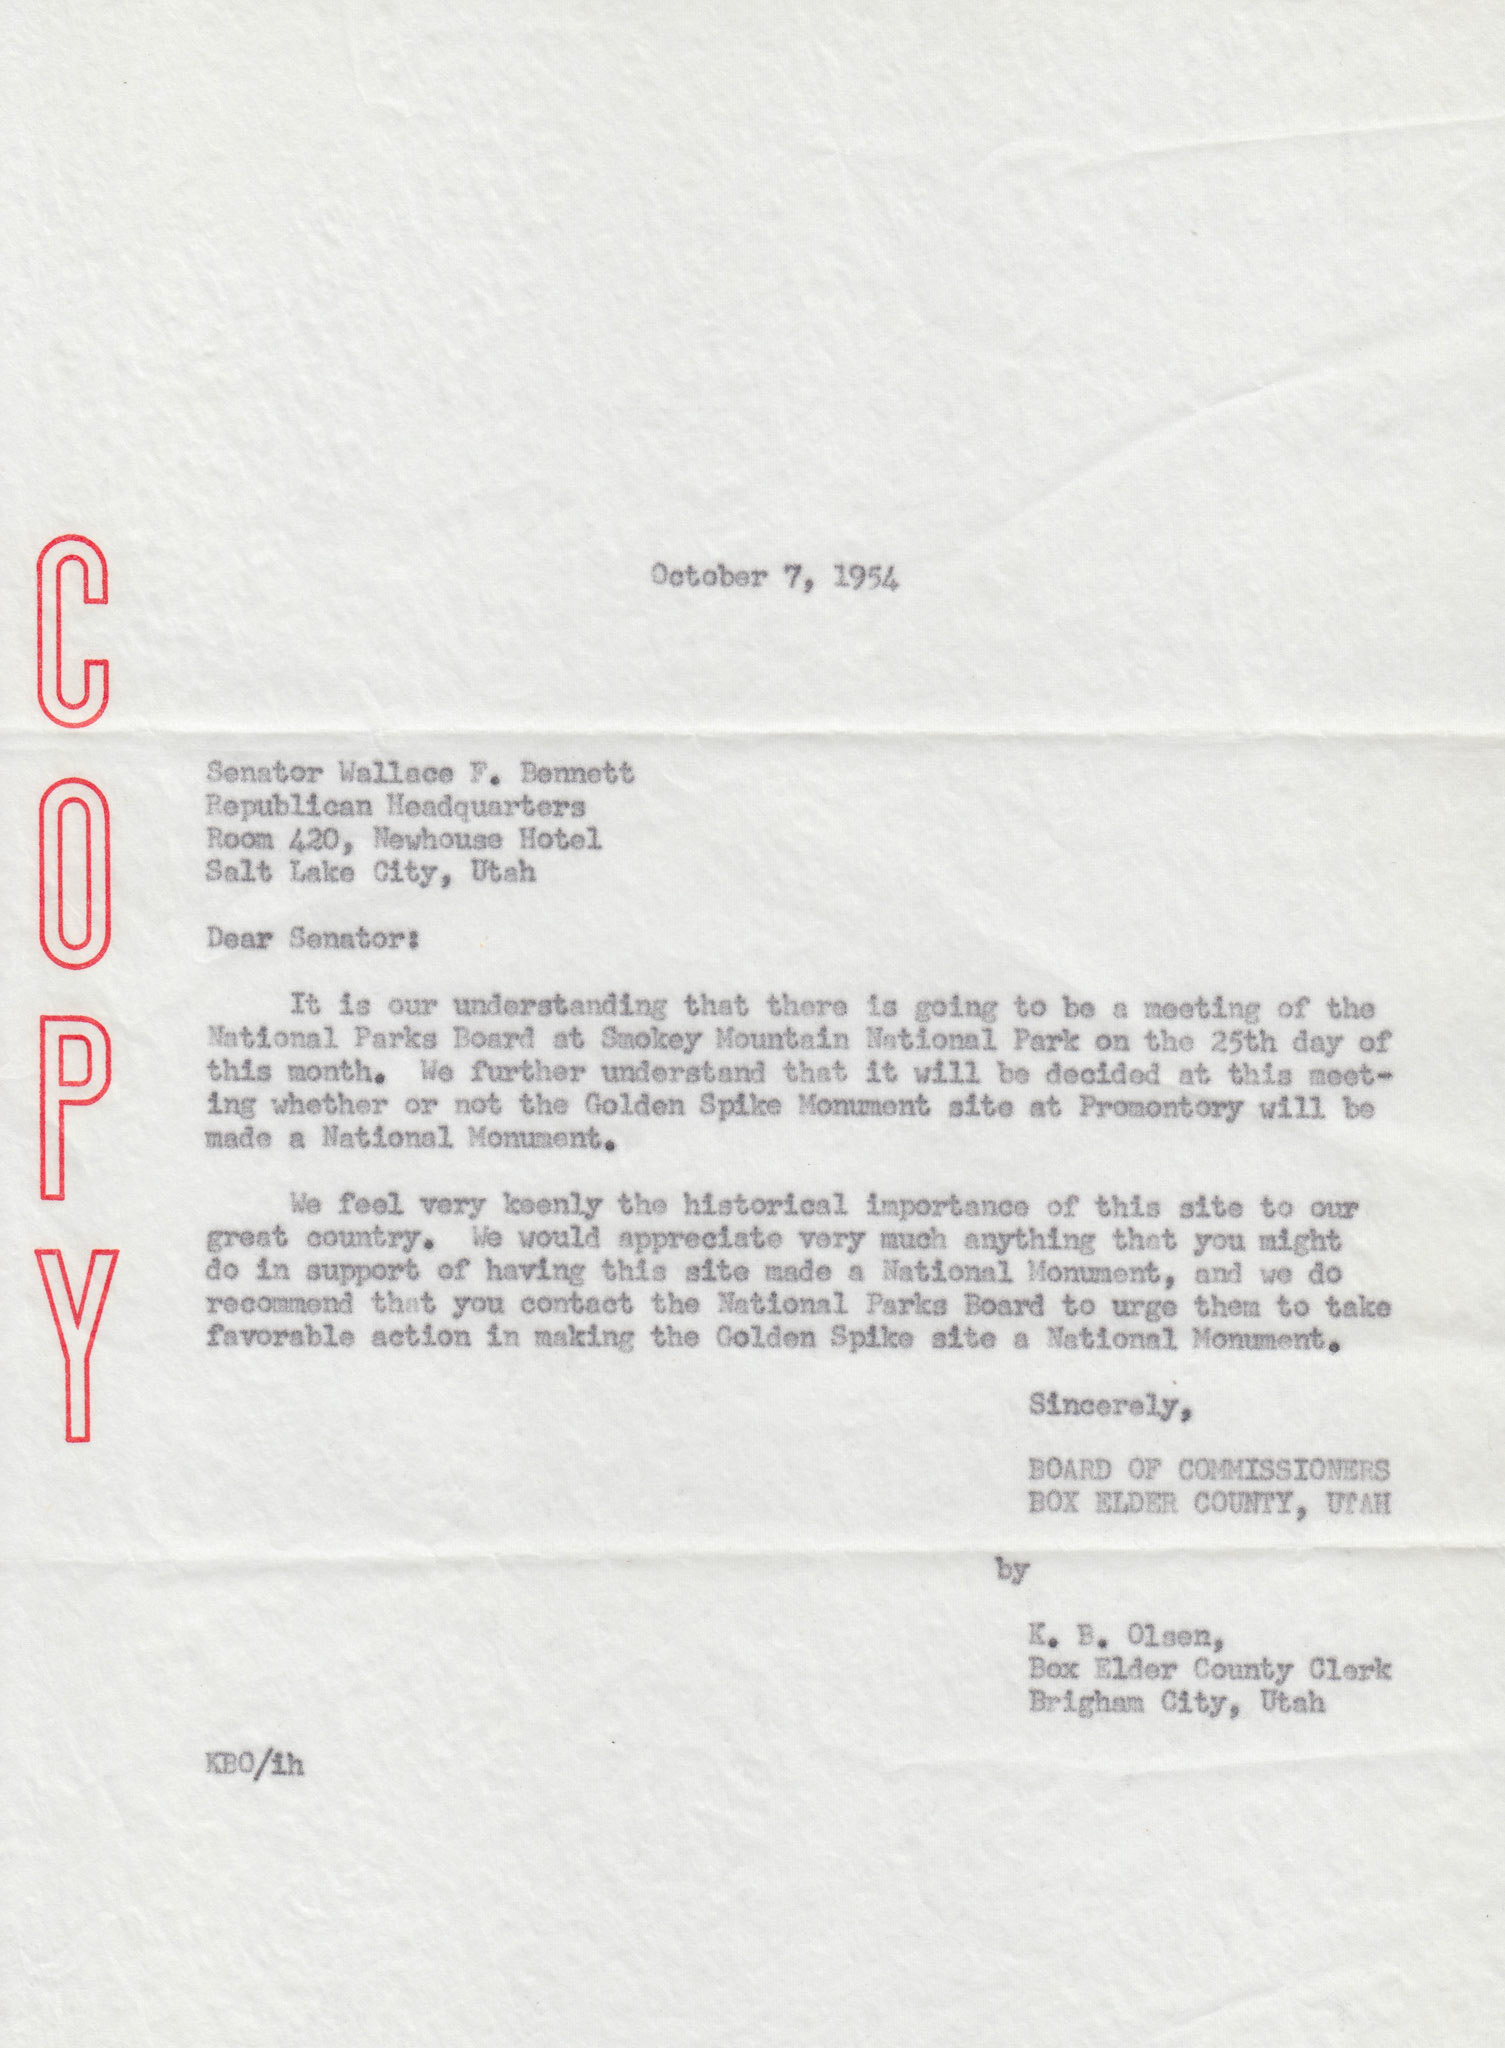 COPY
October 7, 1954
Senator Wallace F. Bennett
Republican Headquarters
Room 420, Newhouse Hotel
Salt Lake City, Utah
Dear Senator:
It is our understanding that there is going to be a meeting of the
National Parks Board at Smokey Mountain National Park on the 25th day of
this month. We further understand that it will be decided at this meet-
ing whether or not the Golden Spike Monument site at Promontory will be
made a National Monument.
We feel very keenly the historical importance of this site to our
great country. We would appreciate very much anything that you might
do in support of having this site made a National Monument, and we do
recommend that you contact the National Parks Board to urge them to take
favorable action in making the Golden Spike site a National Monument.
Sincerely,
BOARD OF COMMISSIONERS
BOX ELDER COUNTY, UTAH
by
K. B. Olsen,
Box Elder County Clerk
Brigham City, Utah
KBO/ih